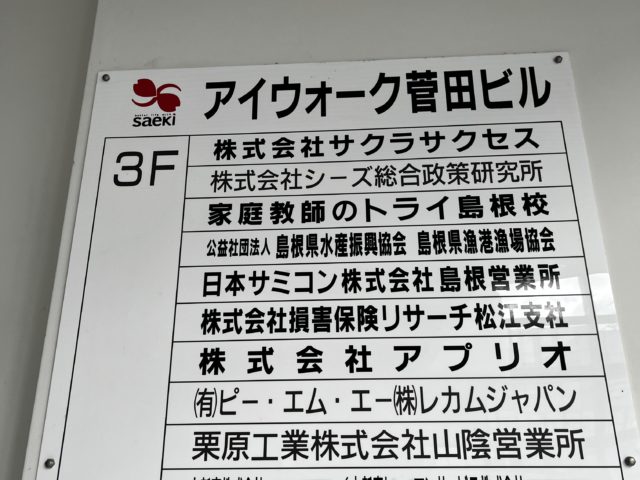 saeki
アイウォーク菅田ビル
3F
株式会社サクラサクセス
株式会社シーズ総合政策研究所
家庭教師のトライ島根校
公益社団法人 島根県水産振興協会 島根県漁港漁場協会
日本サミコン株式会社島根営業所
株式会社損害保険リサーチ松江支社
株式会社アプリオ
㈲ピー・エム・エー㈱レカムジャパン
栗原工業株式会社山陰営業所